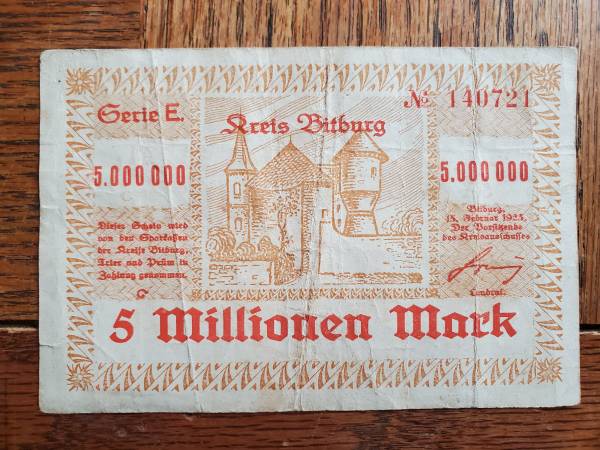 Serie E.
№ 140721
Kreis Bitburg
5.000 000
5.000 000
Dieser Schein wird
von den Sparkassen
der Kreise Bitburg,
Trier und Prüm in
Zahlung genommen.
Bitburg,
15. Februar 1923.
Der Vorsitzende
des Kreisausschusses
Landrat.
5 Millionen Mark